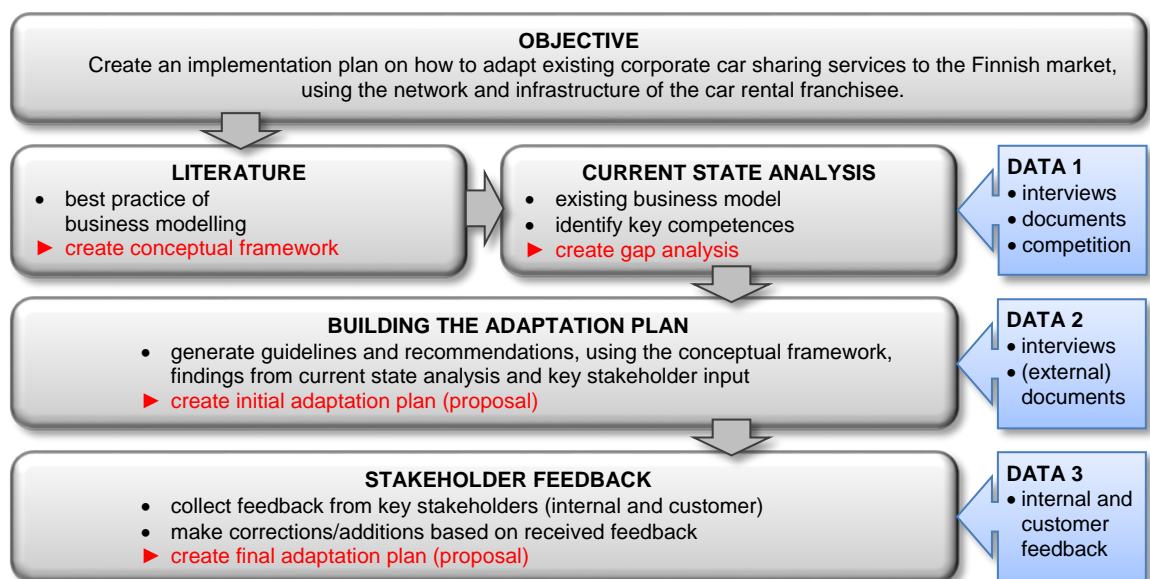 OBJECTIVE
Create an implementation plan on how to adapt existing corporate car sharing services to the Finnish market,
using the network and infrastructure of the car rental franchisee.
LITERATURE
• best practice of
business modelling
► create conceptual framework
CURRENT STATE ANALYSIS
• existing business model
• identify key competences
► create gap analysis
DATA 1
• interviews
• documents
• competition
BUILDING THE ADAPTATION PLAN
• generate guidelines and recommendations, using the conceptual framework,
findings from current state analysis and key stakeholder input
► create initial adaptation plan (proposal)
DATA 2
• interviews
• (external)
documents
STAKEHOLDER FEEDBACK
• collect feedback from key stakeholders (internal and customer)
• make corrections/additions based on received feedback
► create final adaptation plan (proposal)
DATA 3
• internal and
customer
feedback